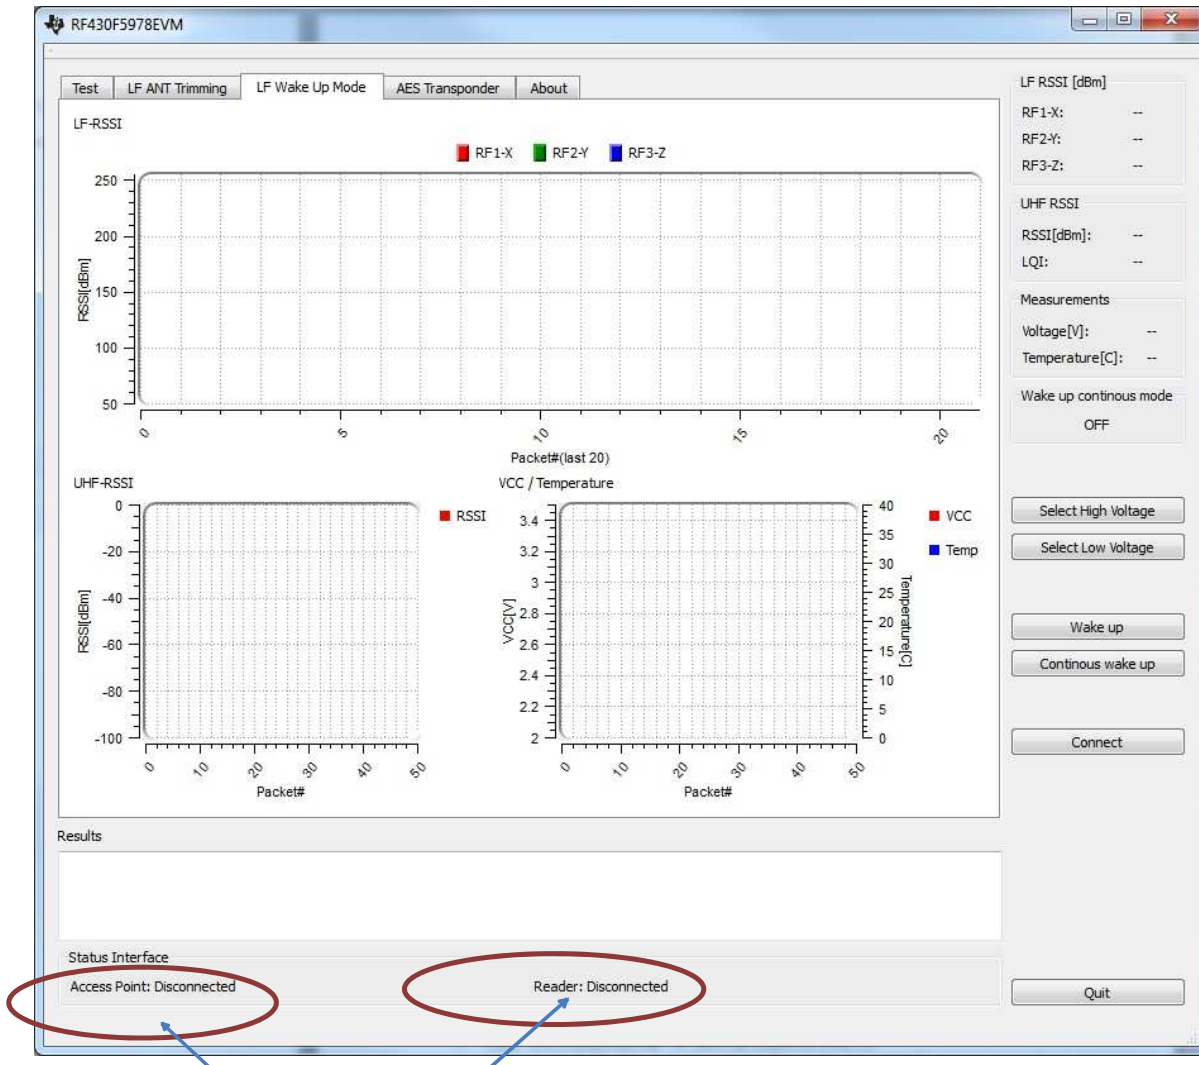 RF430F5978EVM
Test LF ANT Trimming LF Wake Up Mode AES Transponder About
LF-RSSI
RF1-X RF2-Y RF3-Z
250
200
150
100
50
RSSI[dBm]
0 5 10 15 20
Packet#(last 20)
UHF-RSSI
RSSI
0
-20
-40
-60
-80
-100
RSSI[dBm]
0 10 20 30 40 50
Packet#
VCC / Temperature
VCC
Temp
3.4
3.2
3
2.8
2.6
2.4
2.2
2
VCC[V]
40
35
30
25
20
15
10
5
0
Temperature[C]
0 10 20 30 40 50
Packet#
LF RSSI [dBm]
RF1-X: --
RF2-Y: --
RF3-Z: --
UHF RSSI
RSSI[dBm]: --
LQI: --
Measurements
Voltage[V]: --
Temperature[C]: --
Wake up continous mode
OFF
Select High Voltage
Select Low Voltage
Wake up
Continous wake up
Connect
Results
Status Interface
Access Point: Disconnected Reader: Disconnected
Quit